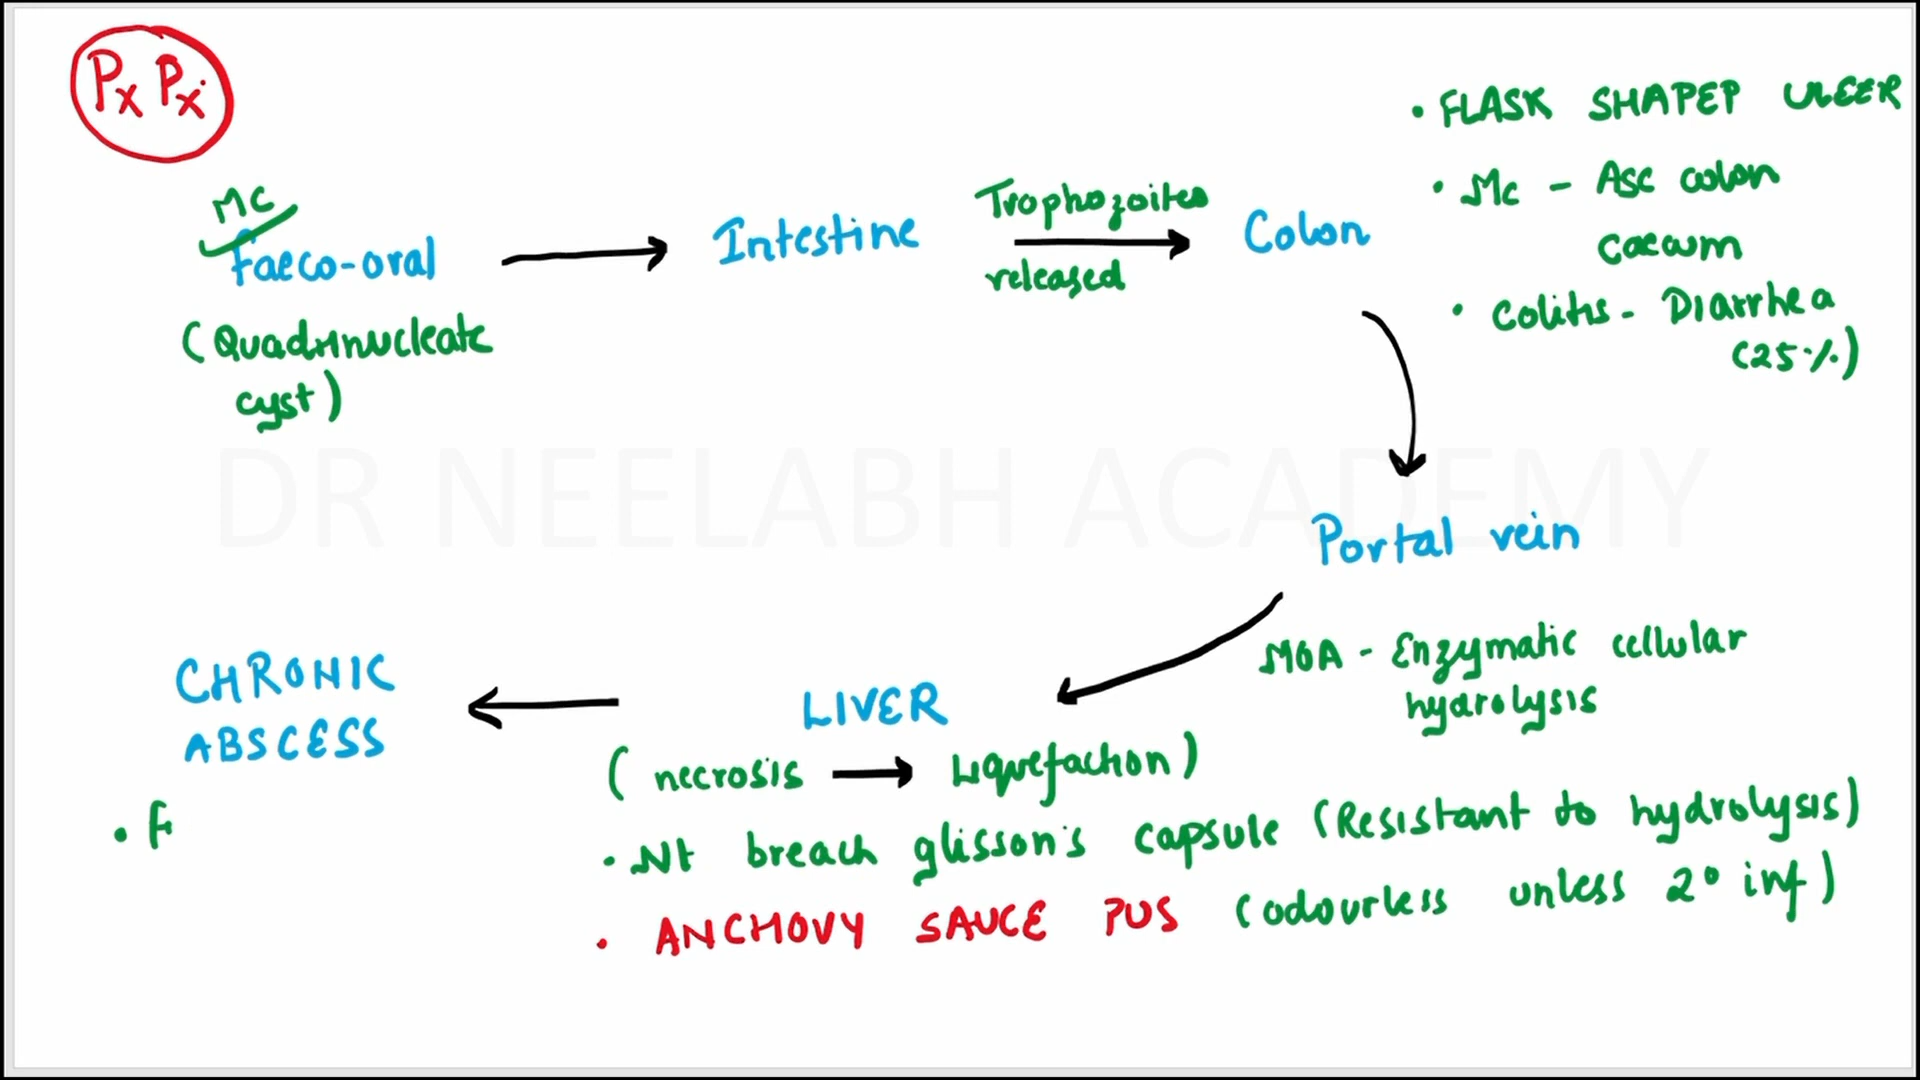 Px Px
Mc
Faeco-oral
(Quadrinucleate
cyst)
Intestine
Trophozoites
released
Colon
• FLASK SHAPED ULCER
• Mc - Asc colon
Caecum
• Colitis - Diarrhea
(25%)
DR NEELABH ACADEMY
Portal vein
MOA - Enzymatic cellular
hydrolysis
LIVER
(necrosis → Liquefaction)
• Nt breach glisson's capsule (Resistant to hydrolysis)
• ANCHOVY SAUCE PUS (odourless unless 2° inf)
CHRONIC
ABSCESS
• F